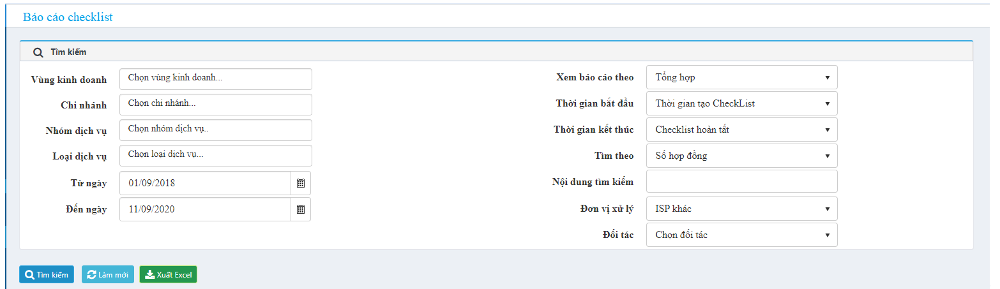 Báo cáo checklist
Tìm kiếm
Vùng kinh doanh Chọn vùng kinh doanh... Xem báo cáo theo Tổng hợp
Chi nhánh Chọn chi nhánh... Thời gian bắt đầu Thời gian tạo CheckList
Nhóm dịch vụ Chọn nhóm dịch vụ.. Thời gian kết thúc Checklist hoàn tất
Loại dịch vụ Chọn loại dịch vụ... Tìm theo Số hợp đồng
Từ ngày 01/09/2018 Nội dung tìm kiếm
Đến ngày 11/09/2020 Đơn vị xử lý ISP khác
Đối tác Chọn đối tác
Tìm kiếm Làm mới Xuất Excel